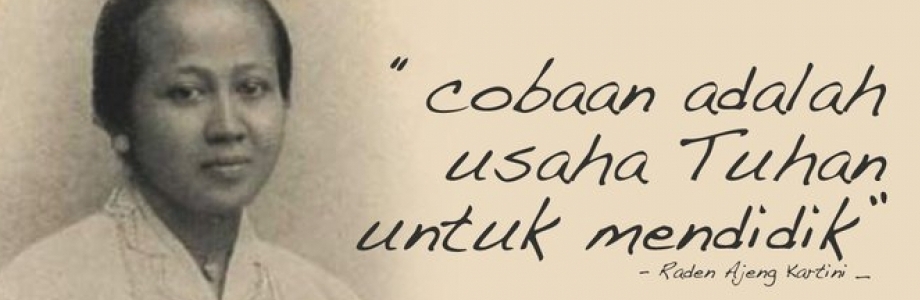 "cobaan adalah
usaha Tuhan
untuk mendidik"
- Raden Ajeng Kartini -